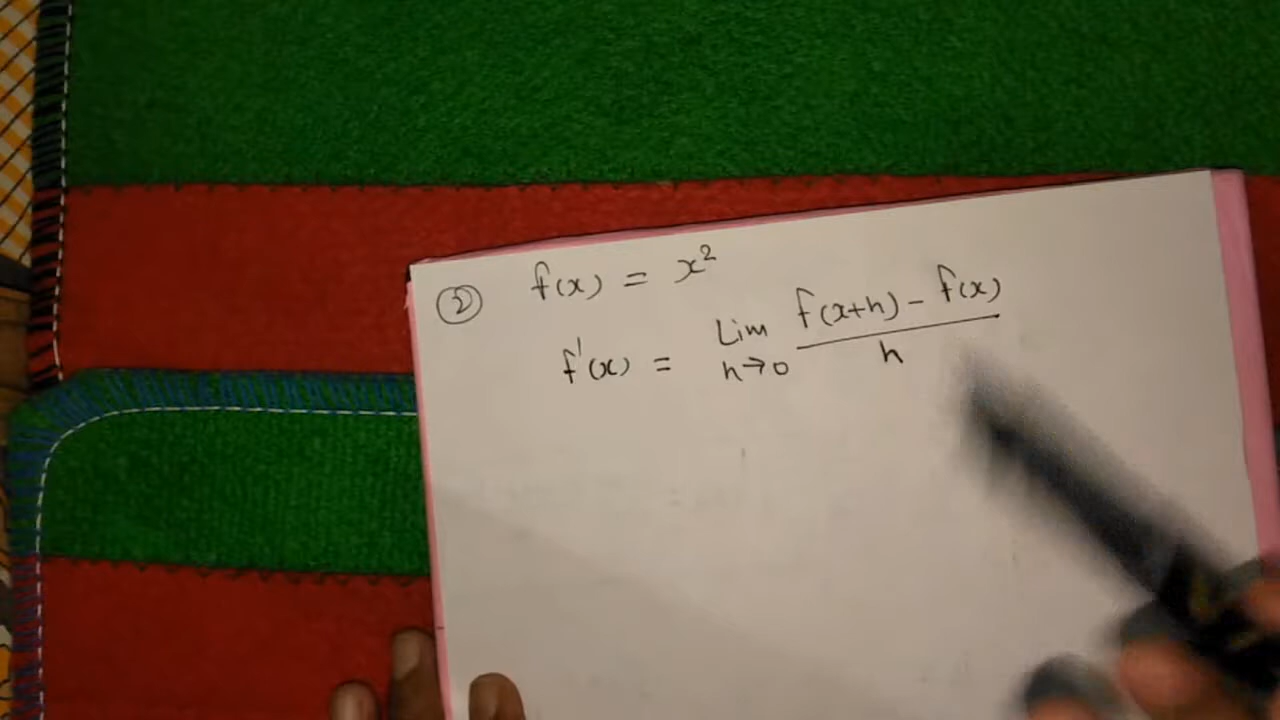 ② f(x) = x²
f'(x) = Lim h→0 f(x+h) - f(x) / h